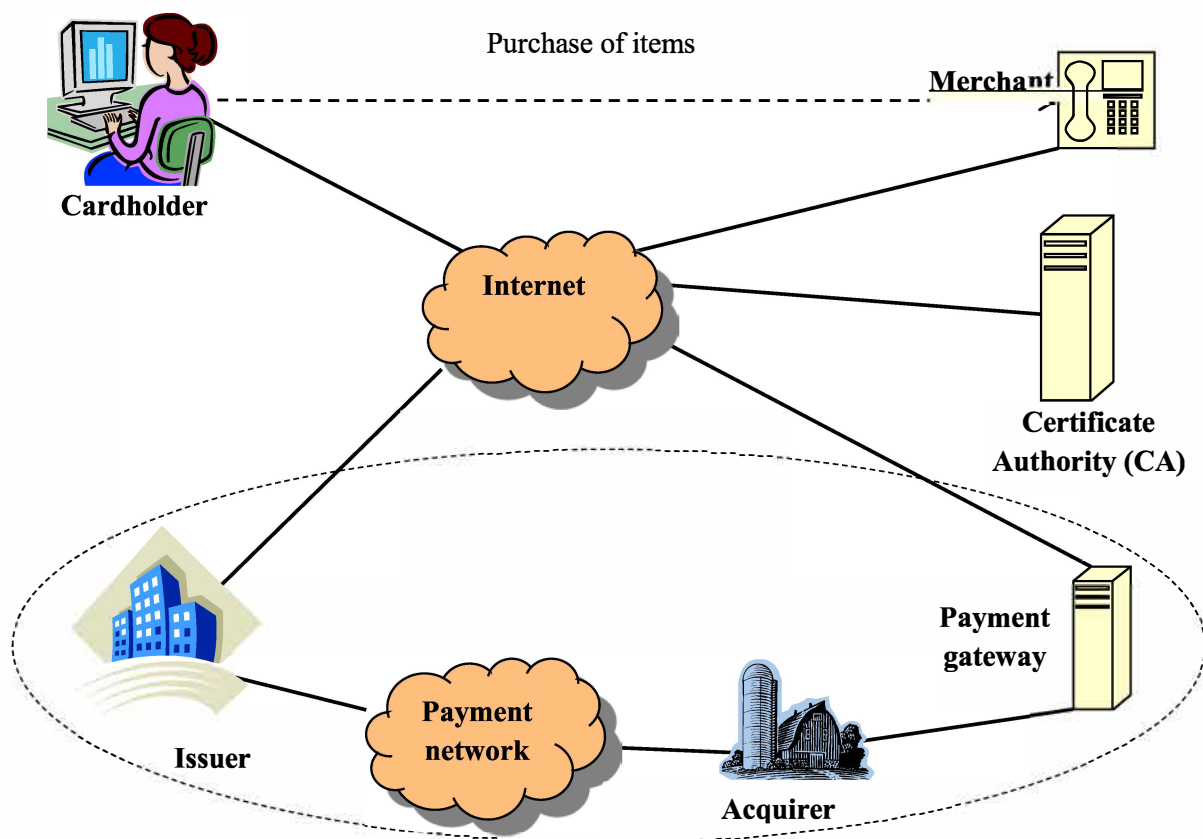 Purchase of items
Merchant
Cardholder
Internet
Certificate
Authority (CA)
Payment
gateway
Payment
network
Issuer
Acquirer